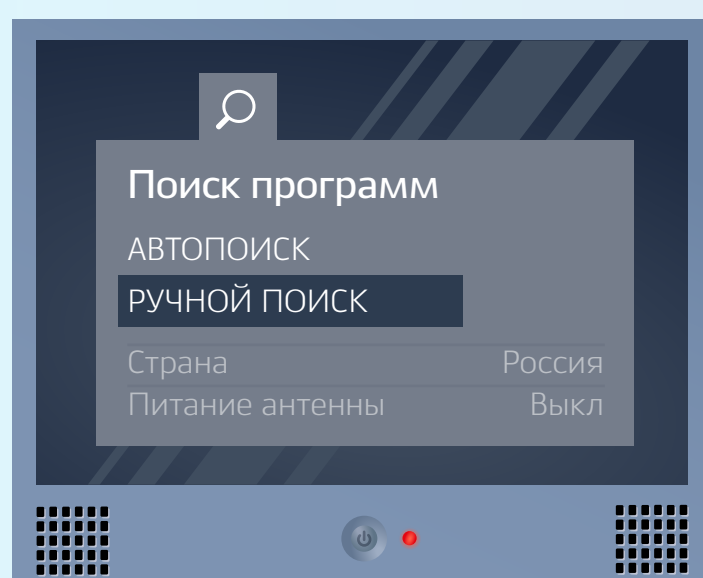 Поиск программ
АВТОПОИСК
РУЧНОЙ ПОИСК
Страна Россия
Питание антенны Выкл